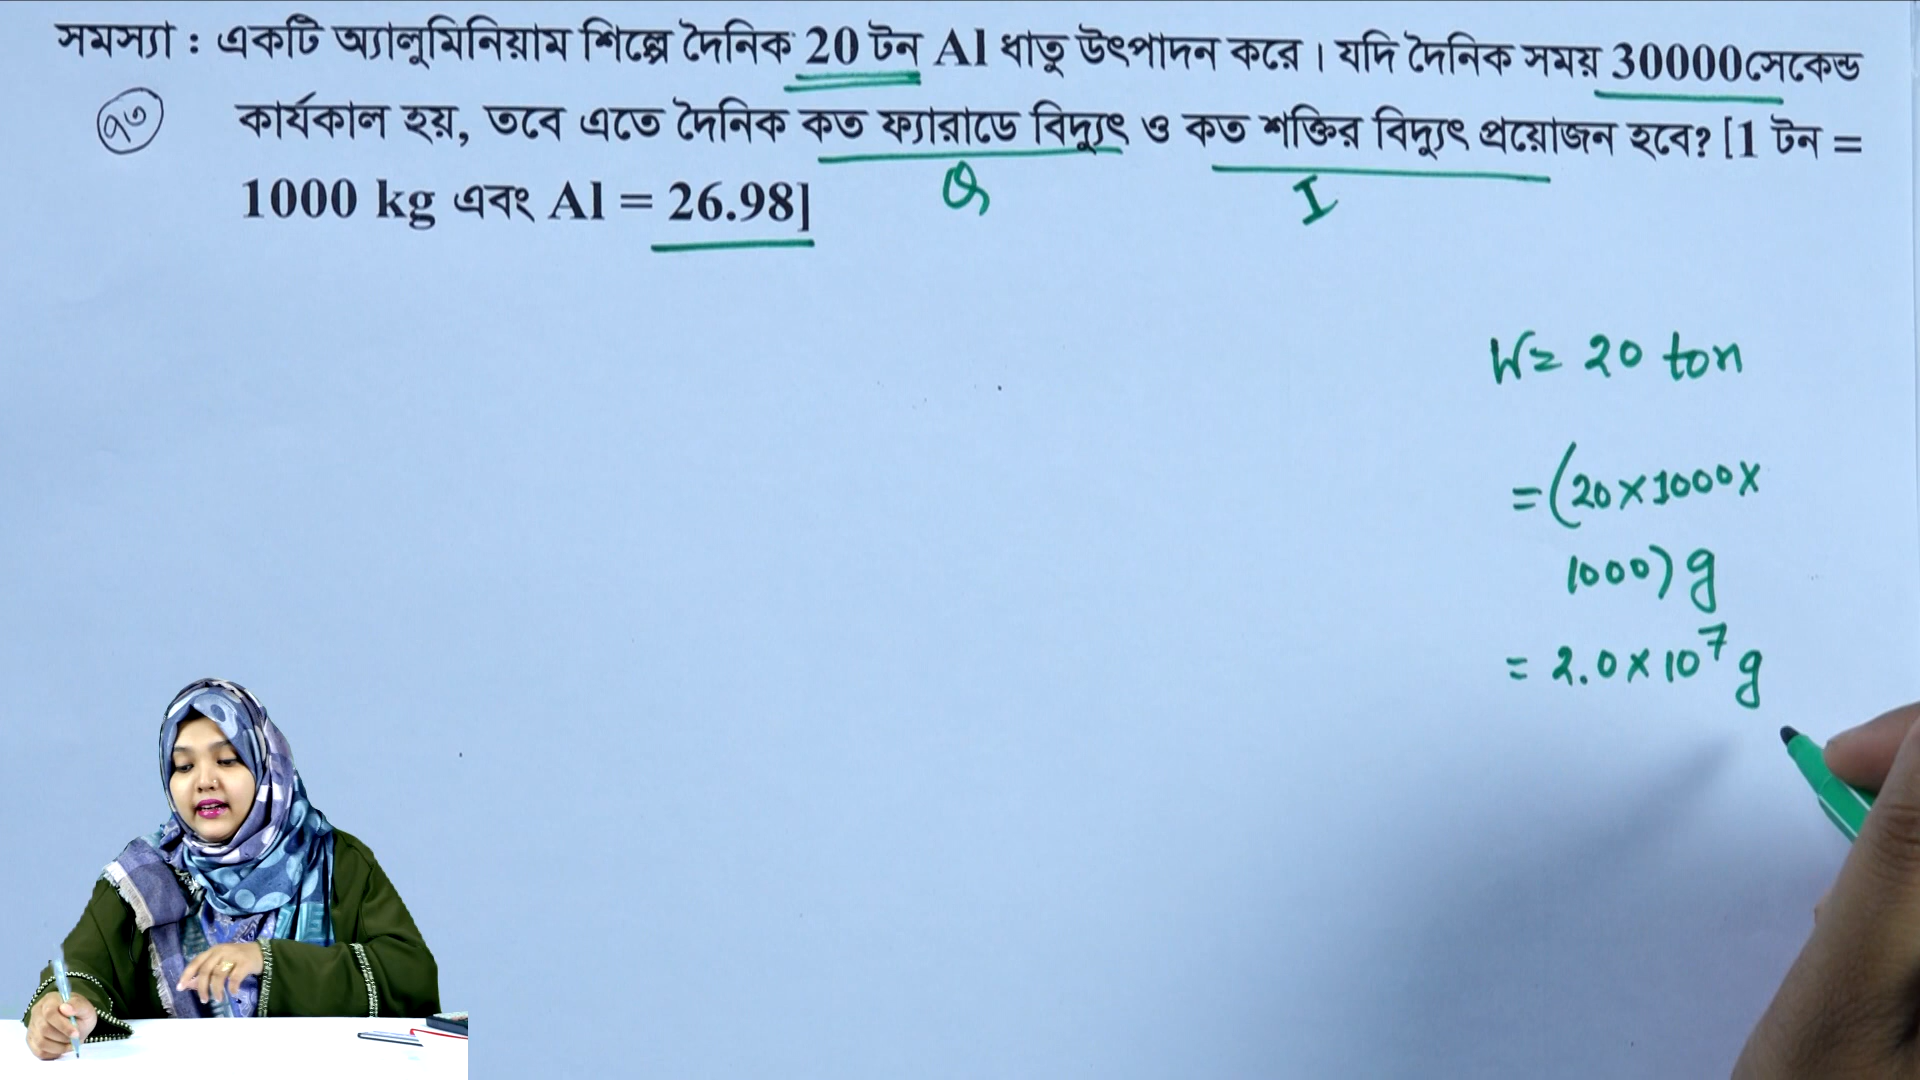 সমস্যা : একটি অ্যালুমিনিয়াম শিল্পে দৈনিক 20 টন Al ধাতু উৎপাদন করে। যদি দৈনিক সময় 30000সেকেন্ড
৭৩ কার্যকাল হয়, তবে এতে দৈনিক কত ফ্যারাডে বিদ্যুৎ ও কত শক্তির বিদ্যুৎ প্রয়োজন হবে? [1 টন =
1000 kg এবং Al = 26.98]
Q I
W = 20 ton
= (20×1000×
1000) g
= 2.0×10⁷ g